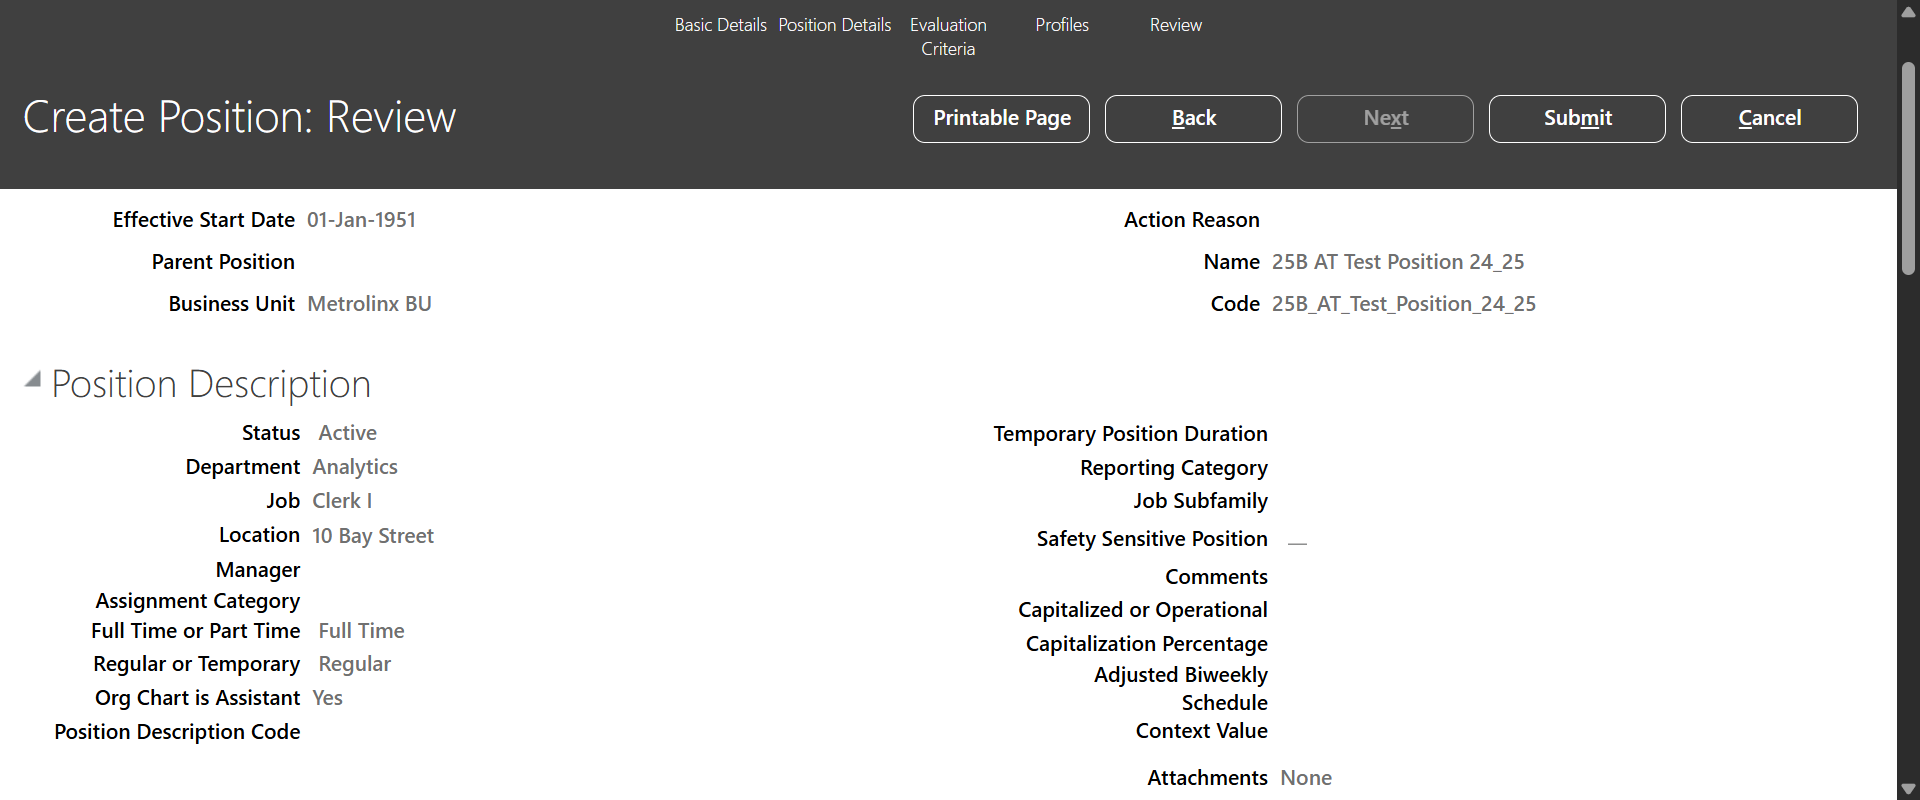 Basic Details Position Details Evaluation Criteria Profiles Review
Create Position: Review
Printable Page Back Next Submit Cancel
Effective Start Date 01-Jan-1951
Parent Position
Business Unit Metrolinx BU
Action Reason
Name 25B AT Test Position 24_25
Code 25B_AT_Test_Position_24_25
Position Description
Status Active
Department Analytics
Job Clerk I
Location 10 Bay Street
Manager
Assignment Category
Full Time or Part Time Full Time
Regular or Temporary Regular
Org Chart is Assistant Yes
Position Description Code
Temporary Position Duration
Reporting Category
Job Subfamily
Safety Sensitive Position __
Comments
Capitalized or Operational
Capitalization Percentage
Adjusted Biweekly
Schedule
Context Value
Attachments None